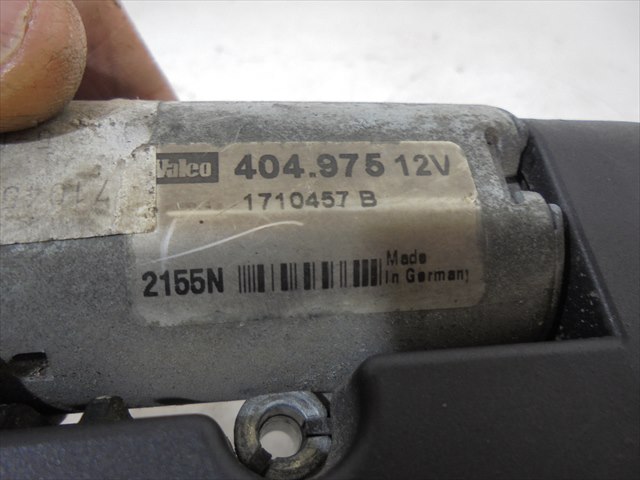 Valeo 404.975 12V
1710457 B
2155N
Made
in Germany